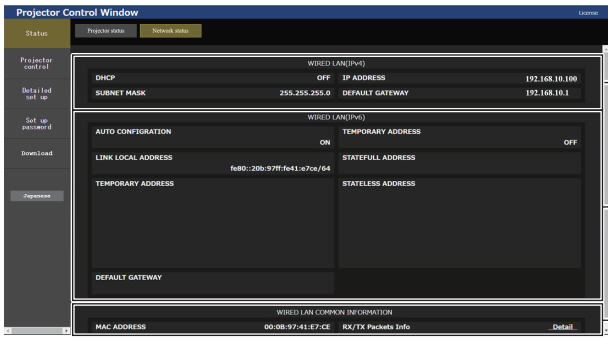 Projector Control Window
License
Status
Projector status
Network status
Projector control
Detailed set up
Set up password
Download
Japanese
WIRED LAN(IPv4)
DHCP OFF IP ADDRESS 192.168.10.100
SUBNET MASK 255.255.255.0 DEFAULT GATEWAY 192.168.10.1
WIRED LAN(IPv6)
AUTO CONFIGRATION ON TEMPORARY ADDRESS OFF
LINK LOCAL ADDRESS fe80::20b:97ff:fe41:e7ce/64 STATEFULL ADDRESS
TEMPORARY ADDRESS STATELESS ADDRESS
DEFAULT GATEWAY
WIRED LAN COMMON INFORMATION
MAC ADDRESS 00:0B:97:41:E7:CE RX/TX Packets Info Detail